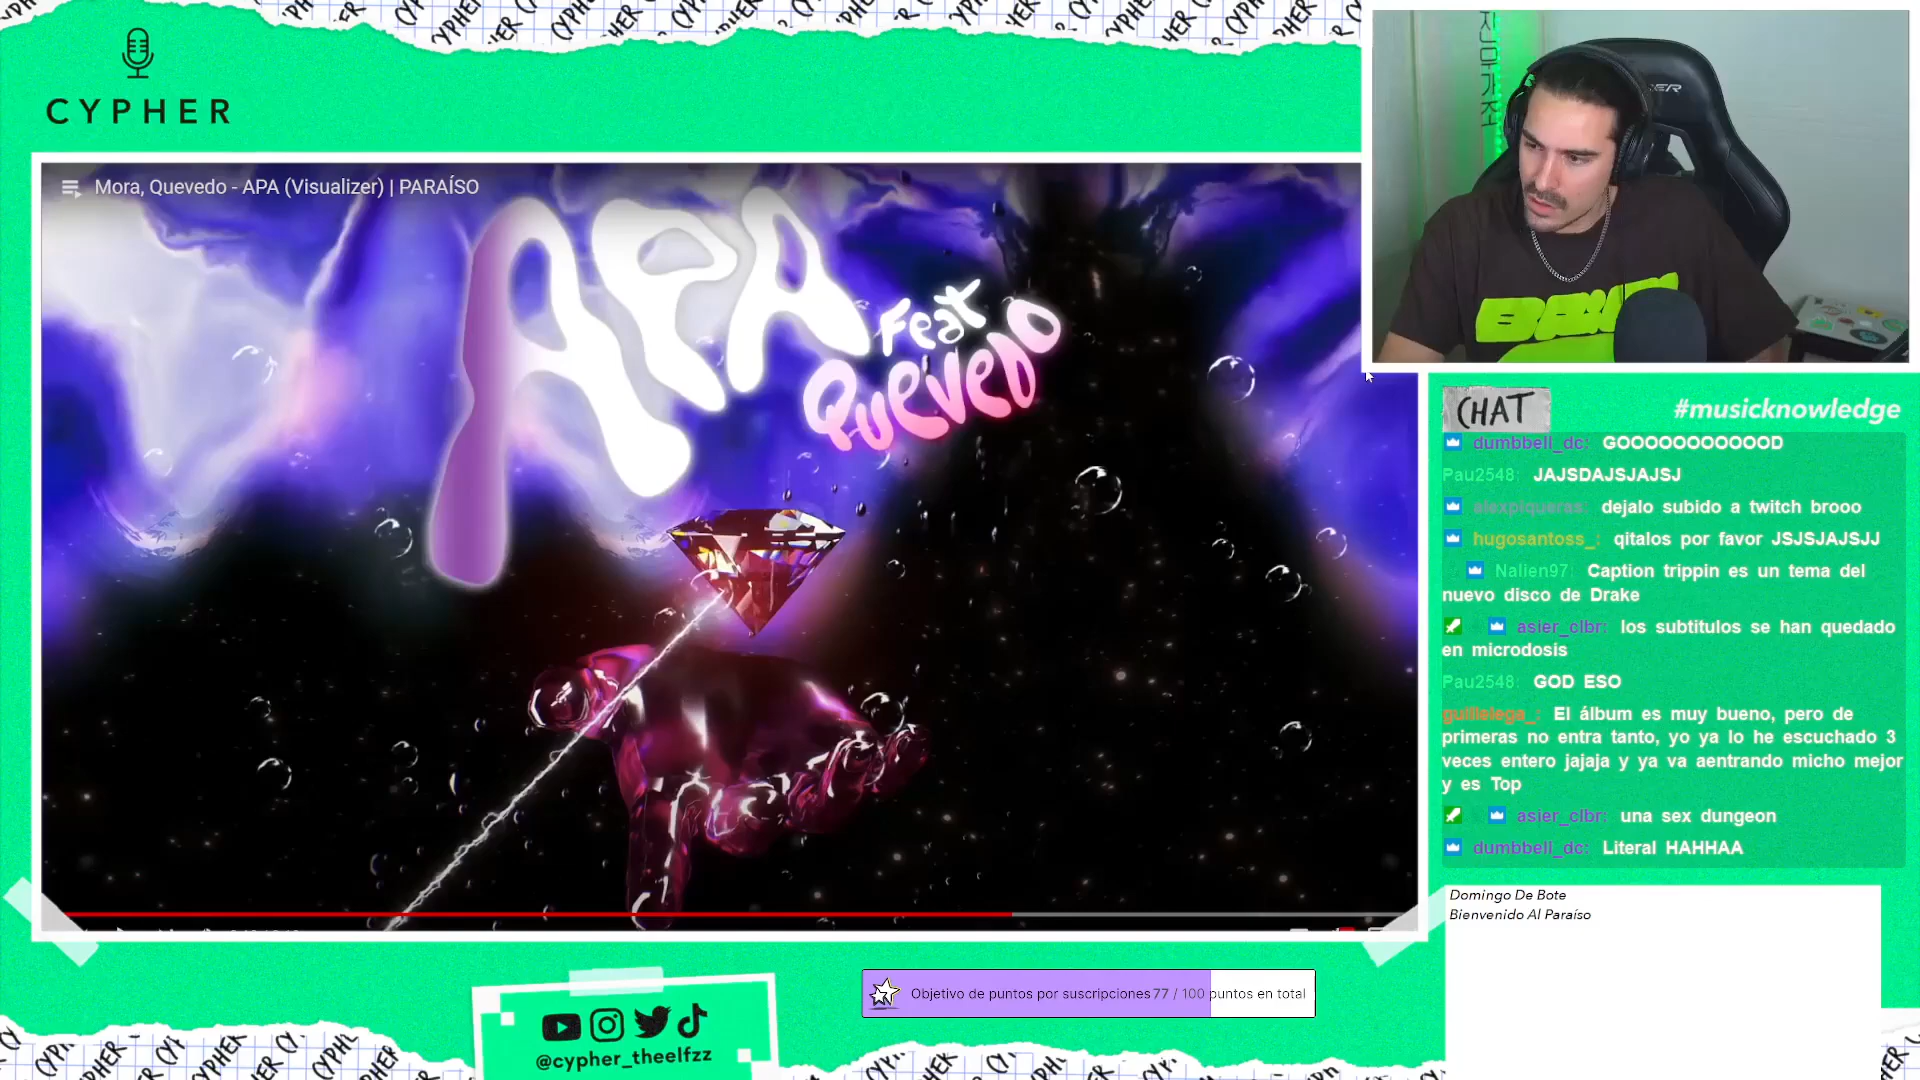 CYPHER
Mora, Quevedo - APA (Visualizer) | PARAÍSO
APA
Feat
QUEVEDO
CHAT
#musicknowledge
dumbbell_dc: GOOOOOOOOOOOD
Pau2548: JAJSDAJSJAJSJ
alexpiqueras: dejalo subido a twitch brooo
hugosantoss_: qitalos por favor JSJSJAJSJJ
Nalien97: Caption trippin es un tema del
nuevo disco de Drake
asier_clbr: los subtitulos se han quedado
en microdosis
Pau2548: GOD ESO
guillelega_: El álbum es muy bueno, pero de
primeras no entra tanto, yo ya lo he escuchado 3
veces entero jajaja y ya va aentrando micho mejor
y es Top
asier_clbr: una sex dungeon
dumbbell_dc: Literal HAHHAA
Domingo De Bote
Bienvenido Al Paraíso
Objetivo de puntos por suscripciones 77 / 100 puntos en total
@cypher_theelfzz